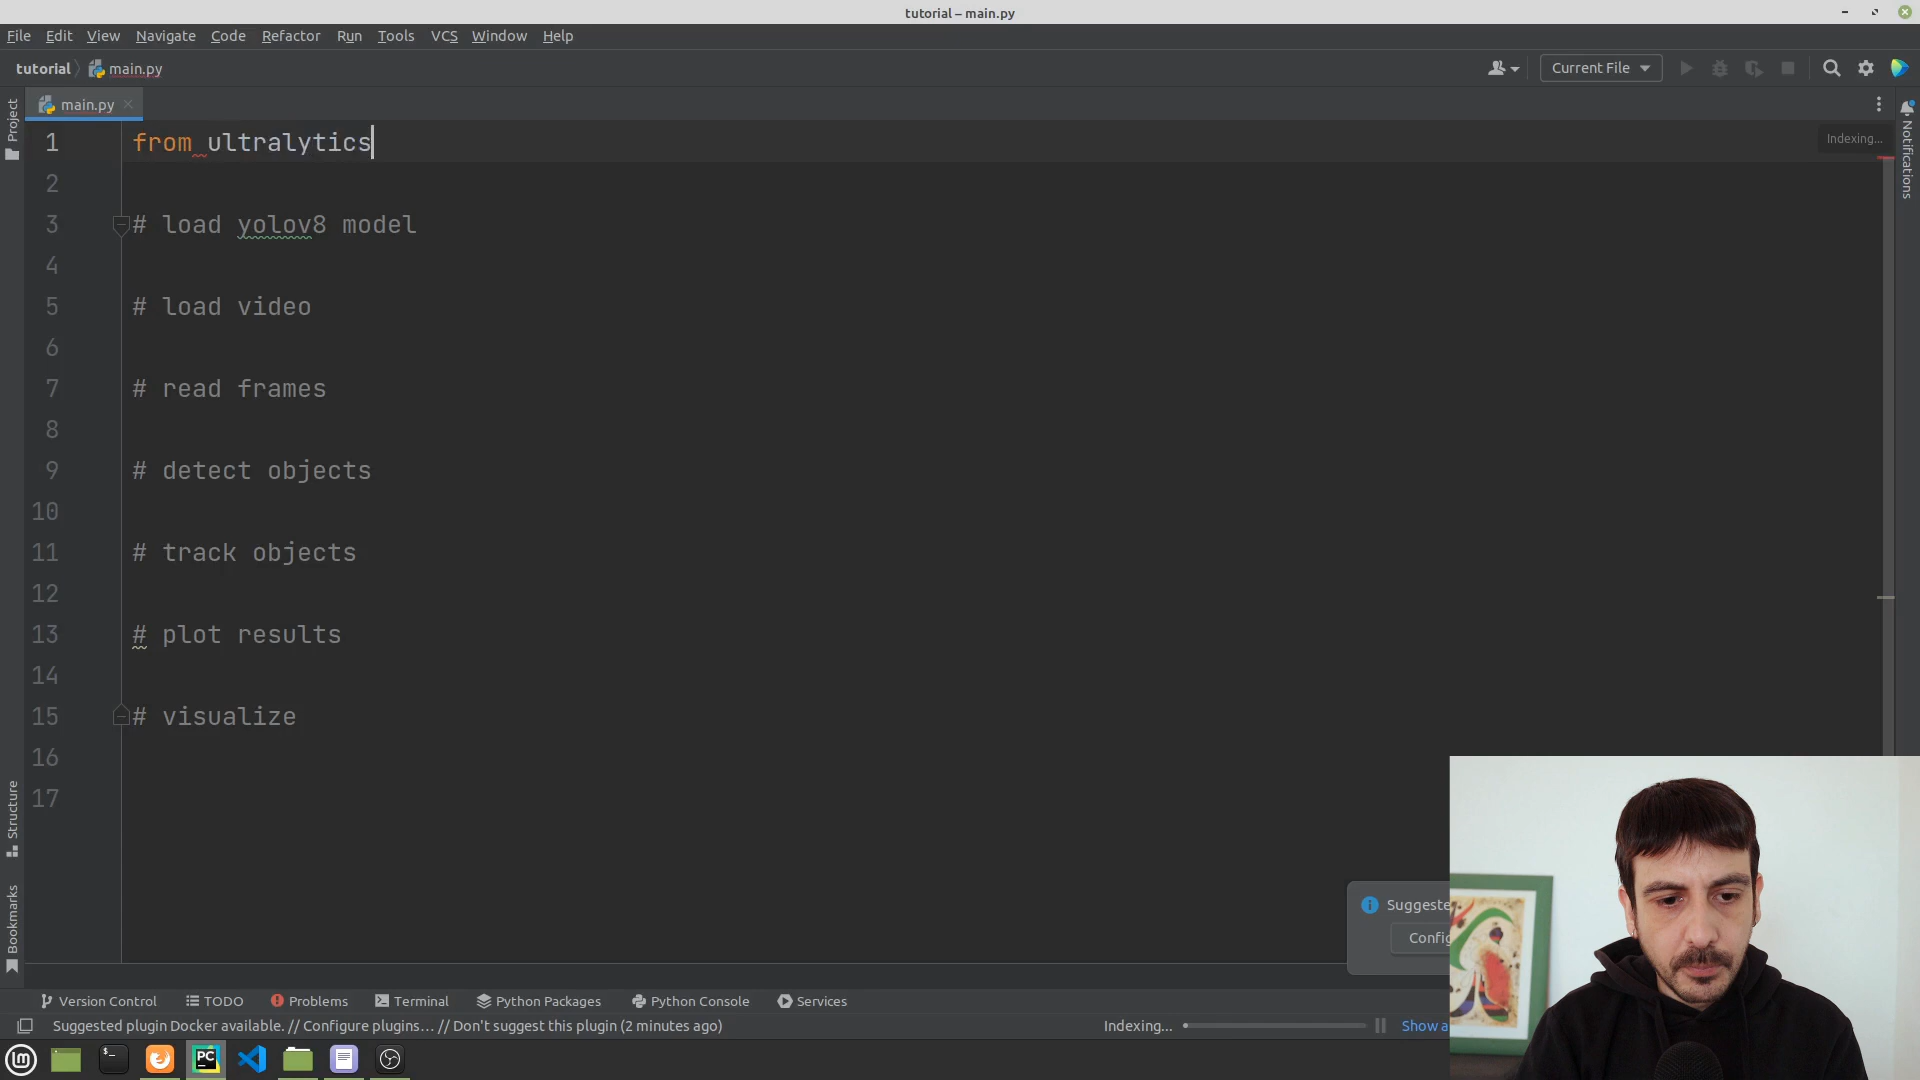 tutorial – main.py
File Edit View Navigate Code Refactor Run Tools VCS Window Help
tutorial main.py Current File
Project
main.py
Notifications
Indexing...
1 from ultralytics
2
3 # load yolov8 model
4
5 # load video
6
7 # read frames
8
9 # detect objects
10
11 # track objects
12
13 # plot results
14
15 # visualize
16
17
Structure
Bookmarks
Suggeste
Config
Version Control TODO Problems Terminal Python Packages Python Console Services
Suggested plugin Docker available. // Configure plugins... // Don't suggest this plugin (2 minutes ago) Indexing... Show a
PC